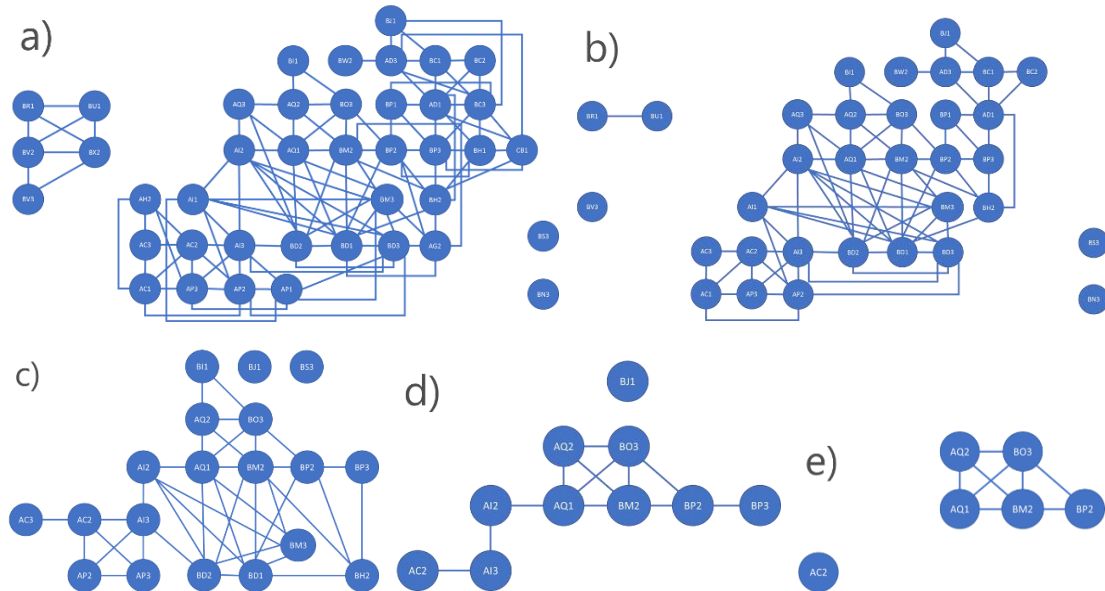 a)
BJ1
BI1 BW2 AD3 BC1 BC2
BR1 BU1 AQ3 AQ2 BO3 BP1 AD1 BC3
BV2 BX2 AI2 AQ1 BM2 BP2 BP3 BH1 CB1
BV3 AH2 AI1 BM3 BH2
AC3 AC2 AI3 BD2 BD1 BD3 AG2 BS3
AC1 AP3 AP2 AP1 BN3
b)
BJ1
BI1 BW2 AD3 BC1 BC2
BR1 BU1 AQ3 AQ2 BO3 BP1 AD1
AI2 AQ1 BM2 BP2 BP3
BV3 AI1 BM3 BH2
AC3 AC2 AI3 BD2 BD1 BD3 BS3
AC1 AP3 AP2 BN3
c)
BI1 BJ1 BS3
AQ2 BO3
AI2 AQ1 BM2 BP2 BP3
AC3 AC2 AI3 BM3
AP2 AP3 BD2 BD1 BH2
d)
BJ1
AQ2 BO3
AI2 AQ1 BM2 BP2 BP3
AC2 AI3
e)
AQ2 BO3
AQ1 BM2 BP2
AC2